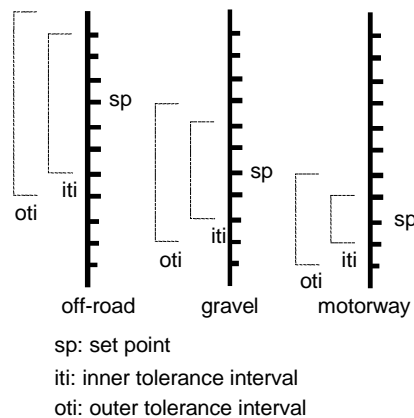 sp
iti
oti
off-road
sp
iti
oti
gravel
sp
iti
oti
motorway
sp: set point
iti: inner tolerance interval
oti: outer tolerance interval